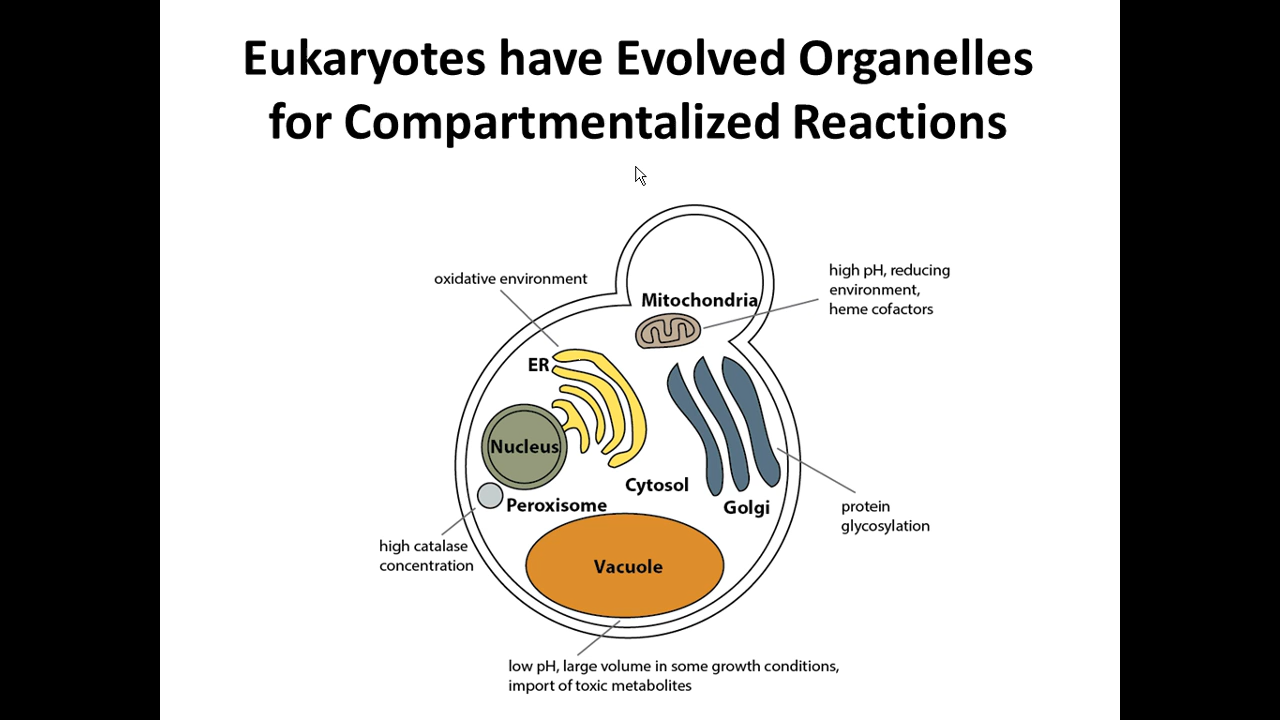 Eukaryotes have Evolved Organelles
for Compartmentalized Reactions
oxidative environment
high pH, reducing
environment,
heme cofactors
Mitochondria
ER
Nucleus
Cytosol
Peroxisome
Golgi
protein
glycosylation
high catalase
concentration
Vacuole
low pH, large volume in some growth conditions,
import of toxic metabolites